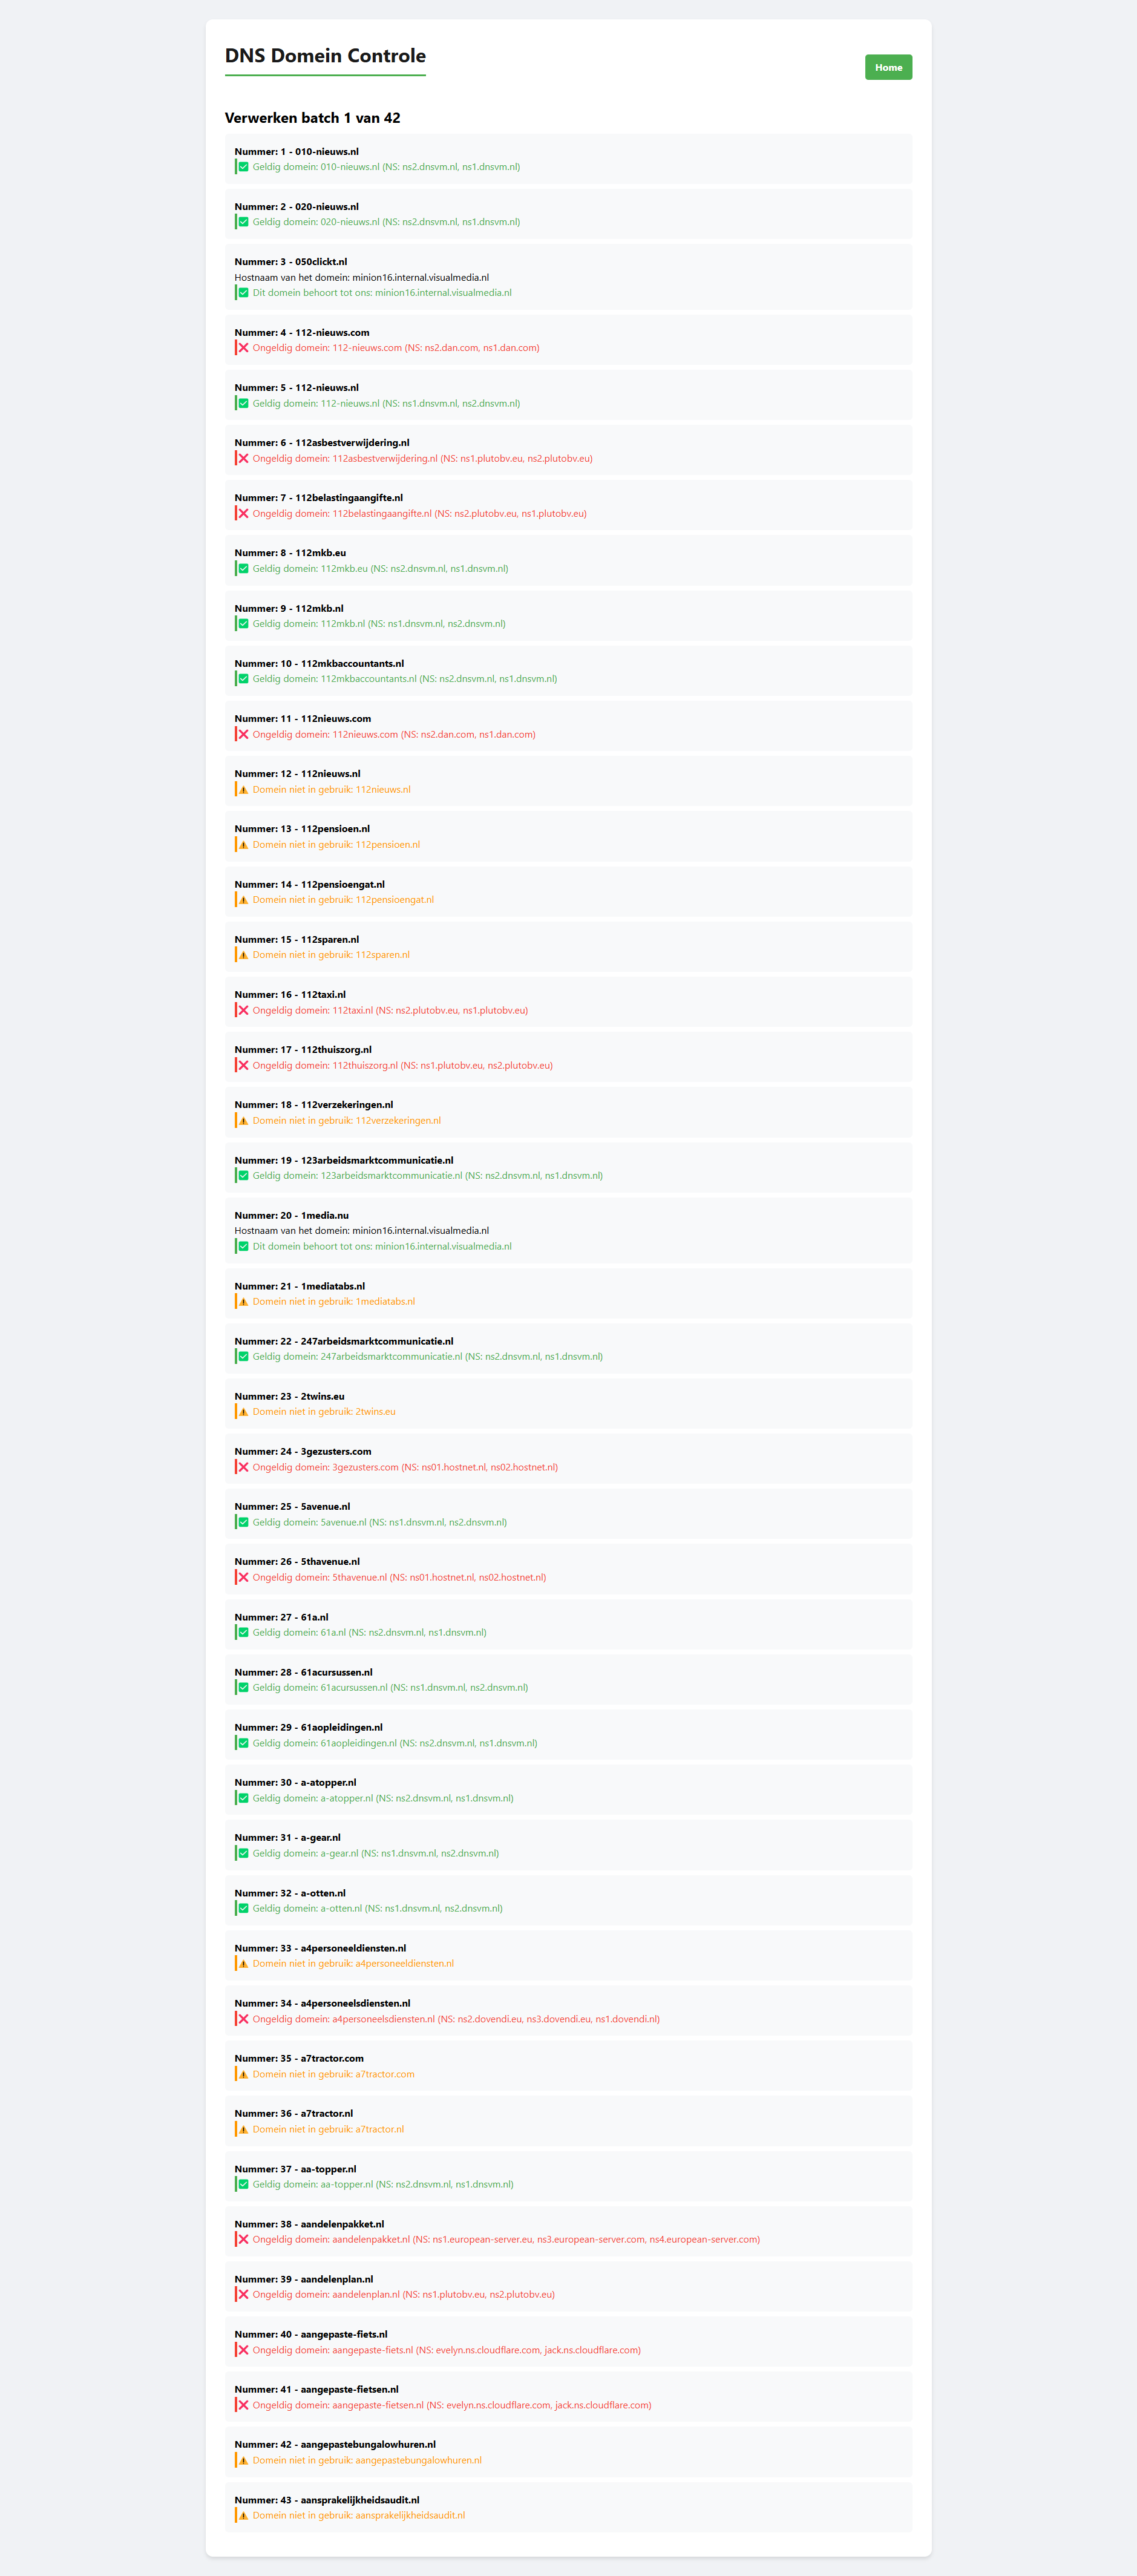 DNS Domein Controle
Home
Verwerken batch 1 van 42
Nummer: 1 - 010-nieuws.nl
Geldig domein: 010-nieuws.nl (NS: ns2.dnsvm.nl, ns1.dnsvm.nl)
Nummer: 2 - 020-nieuws.nl
Geldig domein: 020-nieuws.nl (NS: ns2.dnsvm.nl, ns1.dnsvm.nl)
Nummer: 3 - 050clickt.nl
Hostnaam van het domein: minion16.internal.visualmedia.nl
Dit domein behoort tot ons: minion16.internal.visualmedia.nl
Nummer: 4 - 112-nieuws.com
Ongeldig domein: 112-nieuws.com (NS: ns2.dan.com, ns1.dan.com)
Nummer: 5 - 112-nieuws.nl
Geldig domein: 112-nieuws.nl (NS: ns1.dnsvm.nl, ns2.dnsvm.nl)
Nummer: 6 - 112asbestverwijdering.nl
Ongeldig domein: 112asbestverwijdering.nl (NS: ns1.plutobv.eu, ns2.plutobv.eu)
Nummer: 7 - 112belastingaangifte.nl
Ongeldig domein: 112belastingaangifte.nl (NS: ns2.plutobv.eu, ns1.plutobv.eu)
Nummer: 8 - 112mkb.eu
Geldig domein: 112mkb.eu (NS: ns2.dnsvm.nl, ns1.dnsvm.nl)
Nummer: 9 - 112mkb.nl
Geldig domein: 112mkb.nl (NS: ns1.dnsvm.nl, ns2.dnsvm.nl)
Nummer: 10 - 112mkbaccountants.nl
Geldig domein: 112mkbaccountants.nl (NS: ns2.dnsvm.nl, ns1.dnsvm.nl)
Nummer: 11 - 112nieuws.com
Ongeldig domein: 112nieuws.com (NS: ns2.dan.com, ns1.dan.com)
Nummer: 12 - 112nieuws.nl
Domein niet in gebruik: 112nieuws.nl
Nummer: 13 - 112pensioen.nl
Domein niet in gebruik: 112pensioen.nl
Nummer: 14 - 112pensioengat.nl
Domein niet in gebruik: 112pensioengat.nl
Nummer: 15 - 112sparen.nl
Domein niet in gebruik: 112sparen.nl
Nummer: 16 - 112taxi.nl
Ongeldig domein: 112taxi.nl (NS: ns2.plutobv.eu, ns1.plutobv.eu)
Nummer: 17 - 112thuiszorg.nl
Ongeldig domein: 112thuiszorg.nl (NS: ns1.plutobv.eu, ns2.plutobv.eu)
Nummer: 18 - 112verzekeringen.nl
Domein niet in gebruik: 112verzekeringen.nl
Nummer: 19 - 123arbeidsmarktcommunicatie.nl
Geldig domein: 123arbeidsmarktcommunicatie.nl (NS: ns2.dnsvm.nl, ns1.dnsvm.nl)
Nummer: 20 - 1media.nu
Hostnaam van het domein: minion16.internal.visualmedia.nl
Dit domein behoort tot ons: minion16.internal.visualmedia.nl
Nummer: 21 - 1mediatabs.nl
Domein niet in gebruik: 1mediatabs.nl
Nummer: 22 - 247arbeidsmarktcommunicatie.nl
Geldig domein: 247arbeidsmarktcommunicatie.nl (NS: ns2.dnsvm.nl, ns1.dnsvm.nl)
Nummer: 23 - 2twins.eu
Domein niet in gebruik: 2twins.eu
Nummer: 24 - 3gezusters.com
Ongeldig domein: 3gezusters.com (NS: ns01.hostnet.nl, ns02.hostnet.nl)
Nummer: 25 - 5avenue.nl
Geldig domein: 5avenue.nl (NS: ns1.dnsvm.nl, ns2.dnsvm.nl)
Nummer: 26 - 5thavenue.nl
Ongeldig domein: 5thavenue.nl (NS: ns01.hostnet.nl, ns02.hostnet.nl)
Nummer: 27 - 61a.nl
Geldig domein: 61a.nl (NS: ns2.dnsvm.nl, ns1.dnsvm.nl)
Nummer: 28 - 61acursussen.nl
Geldig domein: 61acursussen.nl (NS: ns1.dnsvm.nl, ns2.dnsvm.nl)
Nummer: 29 - 61aopleidingen.nl
Geldig domein: 61aopleidingen.nl (NS: ns2.dnsvm.nl, ns1.dnsvm.nl)
Nummer: 30 - a-atopper.nl
Geldig domein: a-atopper.nl (NS: ns2.dnsvm.nl, ns1.dnsvm.nl)
Nummer: 31 - a-gear.nl
Geldig domein: a-gear.nl (NS: ns1.dnsvm.nl, ns2.dnsvm.nl)
Nummer: 32 - a-otten.nl
Geldig domein: a-otten.nl (NS: ns1.dnsvm.nl, ns2.dnsvm.nl)
Nummer: 33 - a4personeeldiensten.nl
Domein niet in gebruik: a4personeeldiensten.nl
Nummer: 34 - a4personeelsdiensten.nl
Ongeldig domein: a4personeelsdiensten.nl (NS: ns2.dovendi.eu, ns3.dovendi.eu, ns1.dovendi.nl)
Nummer: 35 - a7tractor.com
Domein niet in gebruik: a7tractor.com
Nummer: 36 - a7tractor.nl
Domein niet in gebruik: a7tractor.nl
Nummer: 37 - aa-topper.nl
Geldig domein: aa-topper.nl (NS: ns2.dnsvm.nl, ns1.dnsvm.nl)
Nummer: 38 - aandelenpakket.nl
Ongeldig domein: aandelenpakket.nl (NS: ns1.european-server.eu, ns3.european-server.com, ns4.european-server.com)
Nummer: 39 - aandelenplan.nl
Ongeldig domein: aandelenplan.nl (NS: ns1.plutobv.eu, ns2.plutobv.eu)
Nummer: 40 - aangepaste-fiets.nl
Ongeldig domein: aangepaste-fiets.nl (NS: evelyn.ns.cloudflare.com, jack.ns.cloudflare.com)
Nummer: 41 - aangepaste-fietsen.nl
Ongeldig domein: aangepaste-fietsen.nl (NS: evelyn.ns.cloudflare.com, jack.ns.cloudflare.com)
Nummer: 42 - aangepastebungalowhuren.nl
Domein niet in gebruik: aangepastebungalowhuren.nl
Nummer: 43 - aansprakelijkheidsaudit.nl
Domein niet in gebruik: aansprakelijkheidsaudit.nl